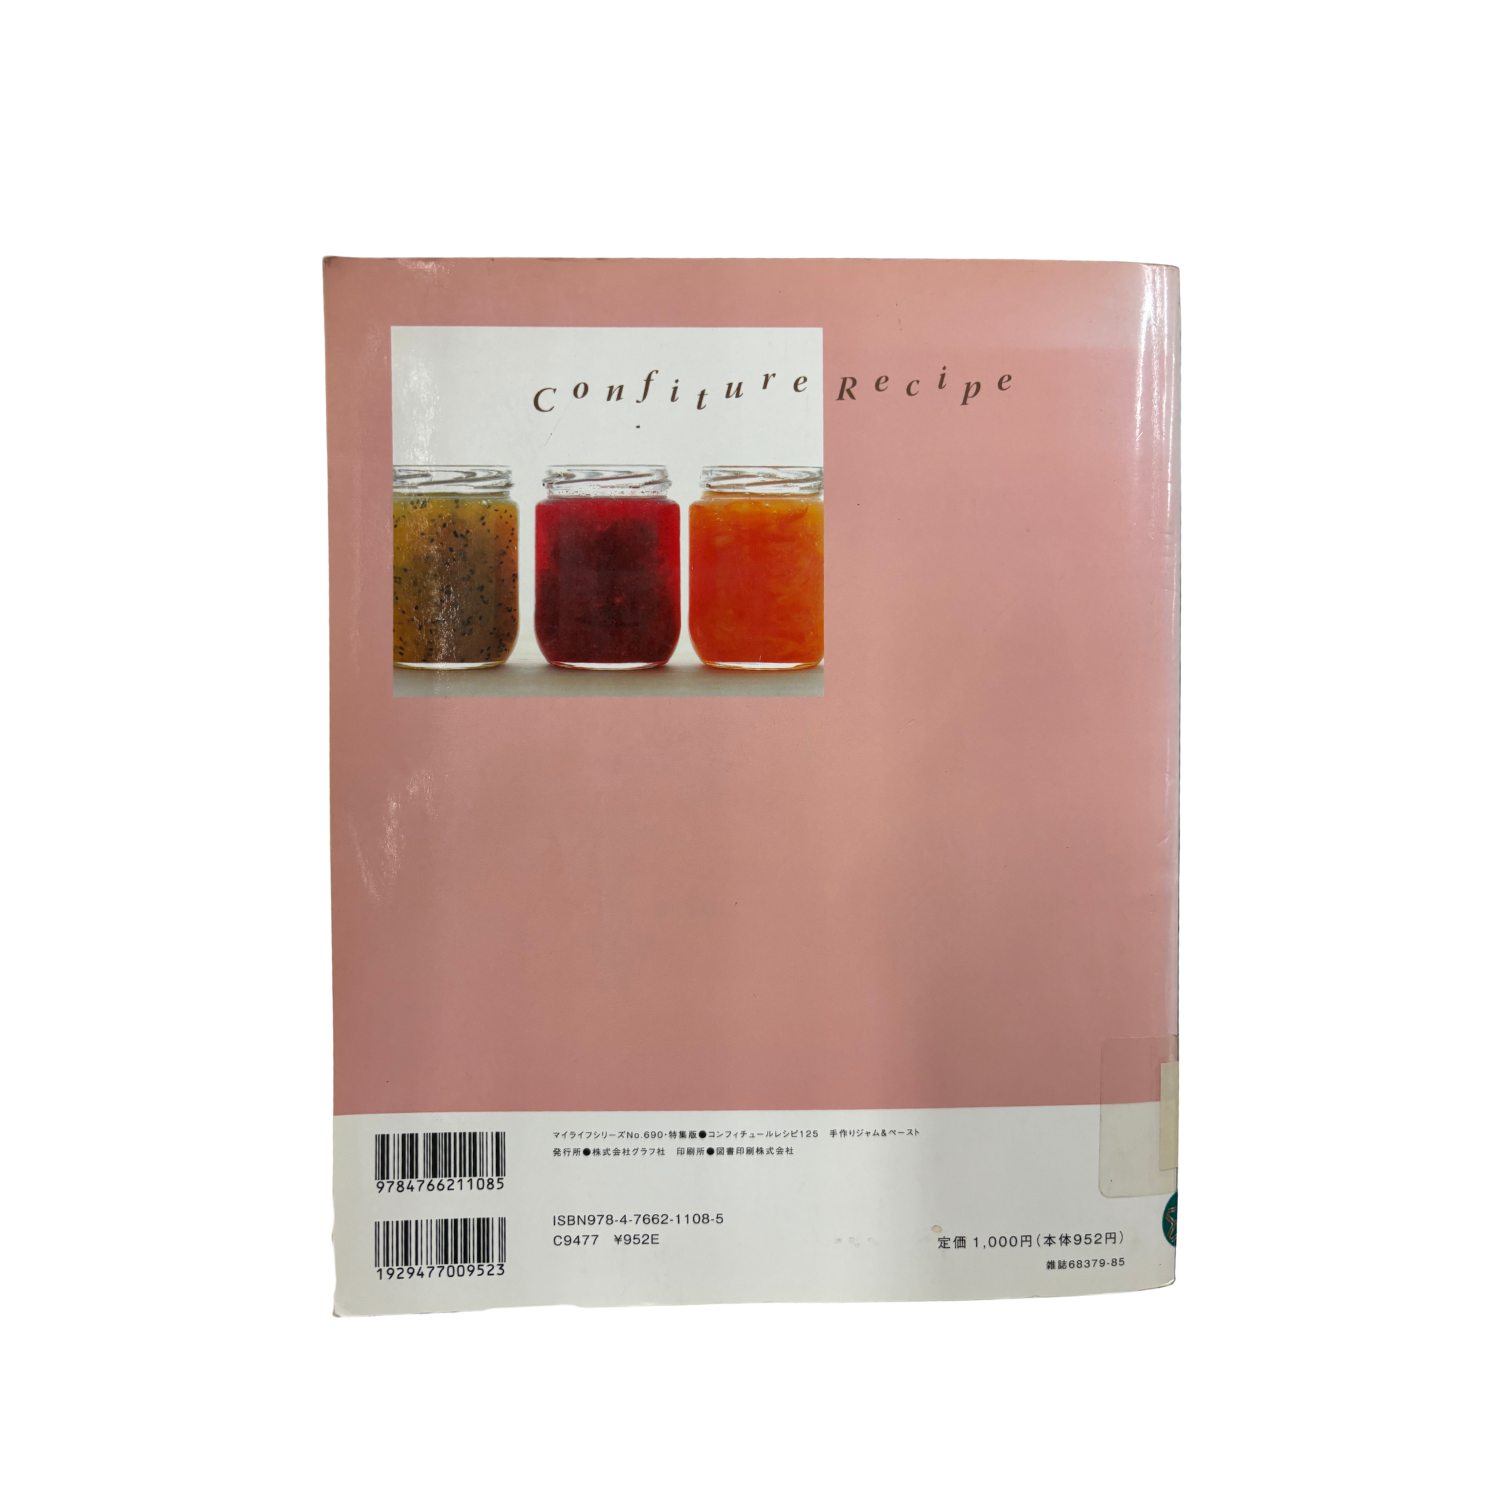 Confiture Recipe
マイライフシリーズNo.690・特集版●コンフィチュールレシピ125　手作りジャム&ペースト
発行所●株式会社グラフ社　印刷所●図書印刷株式会社
9784766211085
ISBN978-4-7662-1108-5
C9477　¥952E
1929477009523
定価1,000円(本体952円)
雑誌68379-85